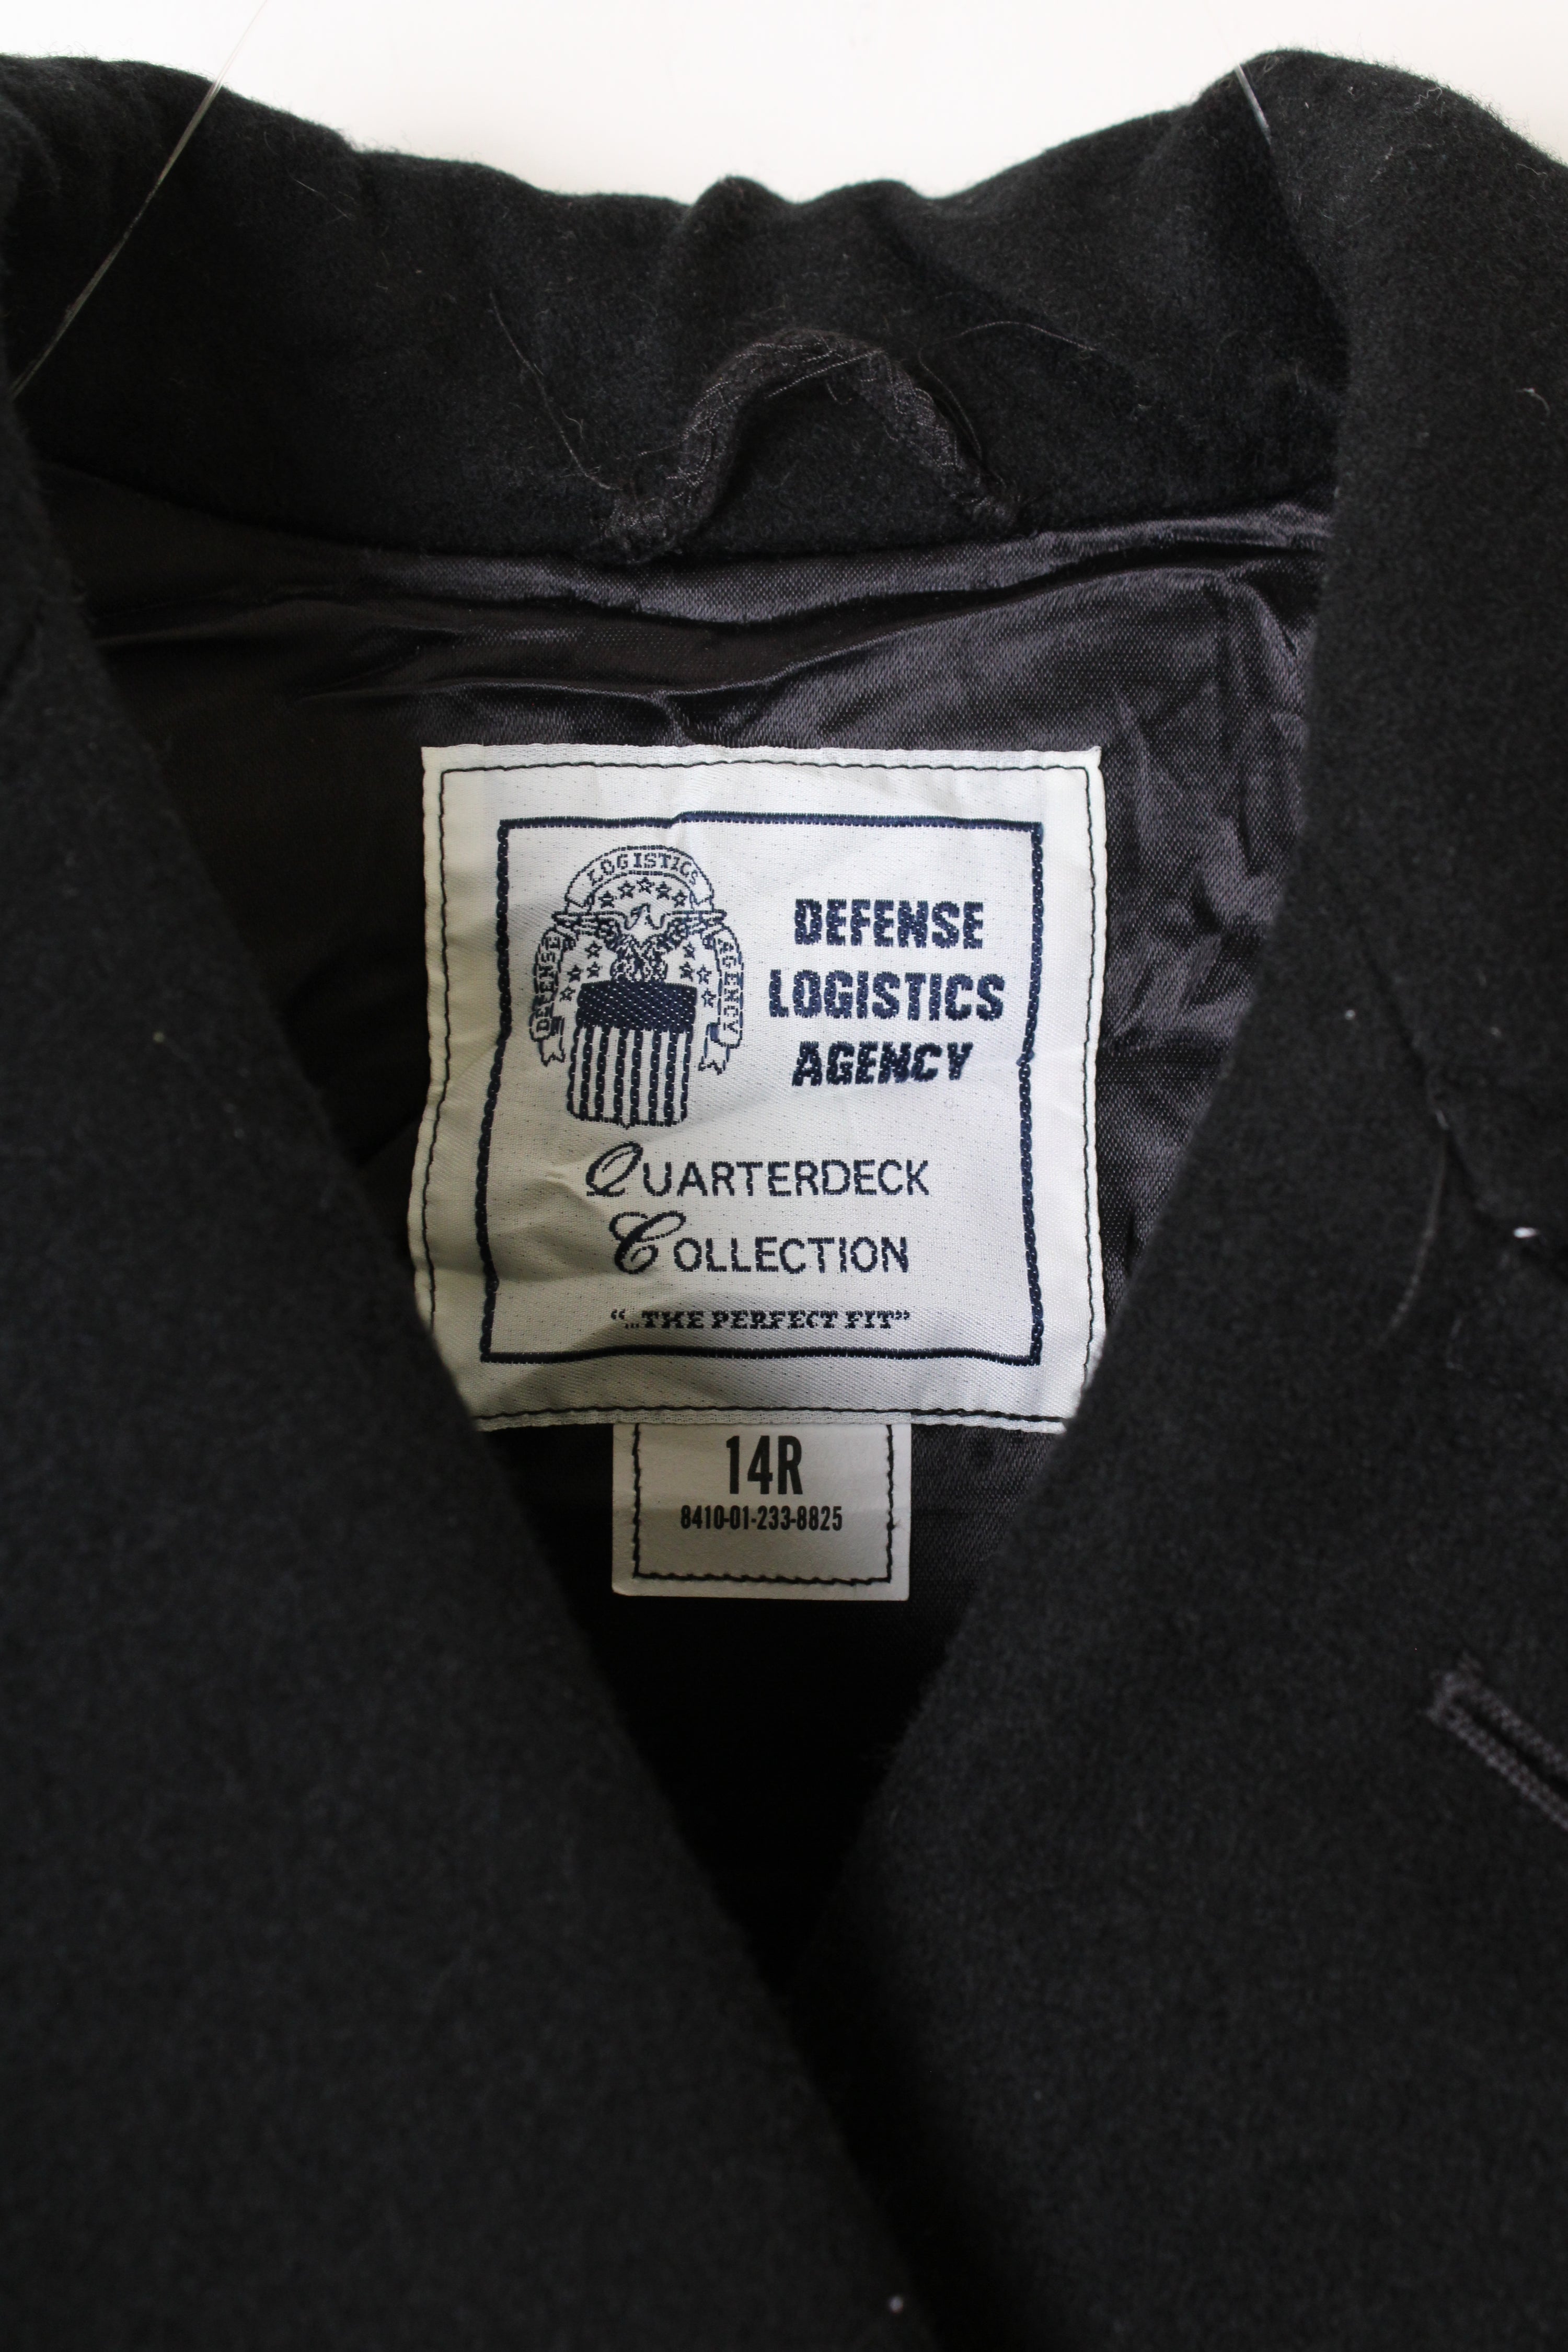 DEFENSE LOGISTICS AGENCY
DEFENSE
LOGISTICS
AGENCY
QUARTERDECK
COLLECTION
"...THE PERFECT FIT"
14R
8410-01-233-8825